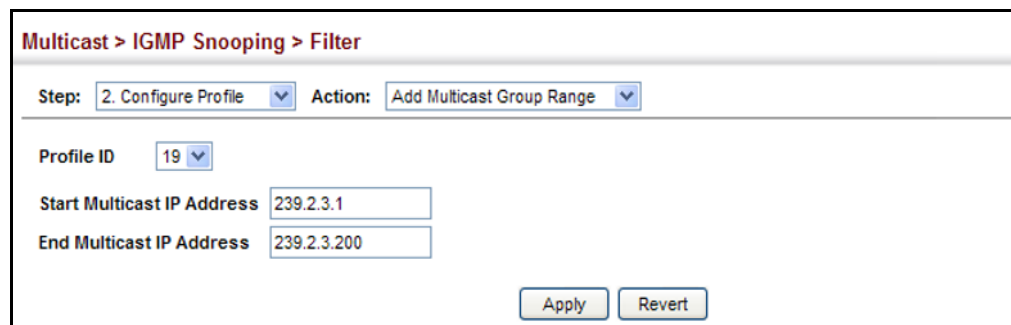 Multicast > IGMP Snooping > Filter
Step: 2. Configure Profile Action: Add Multicast Group Range
Profile ID 19
Start Multicast IP Address 239.2.3.1
End Multicast IP Address 239.2.3.200
Apply Revert